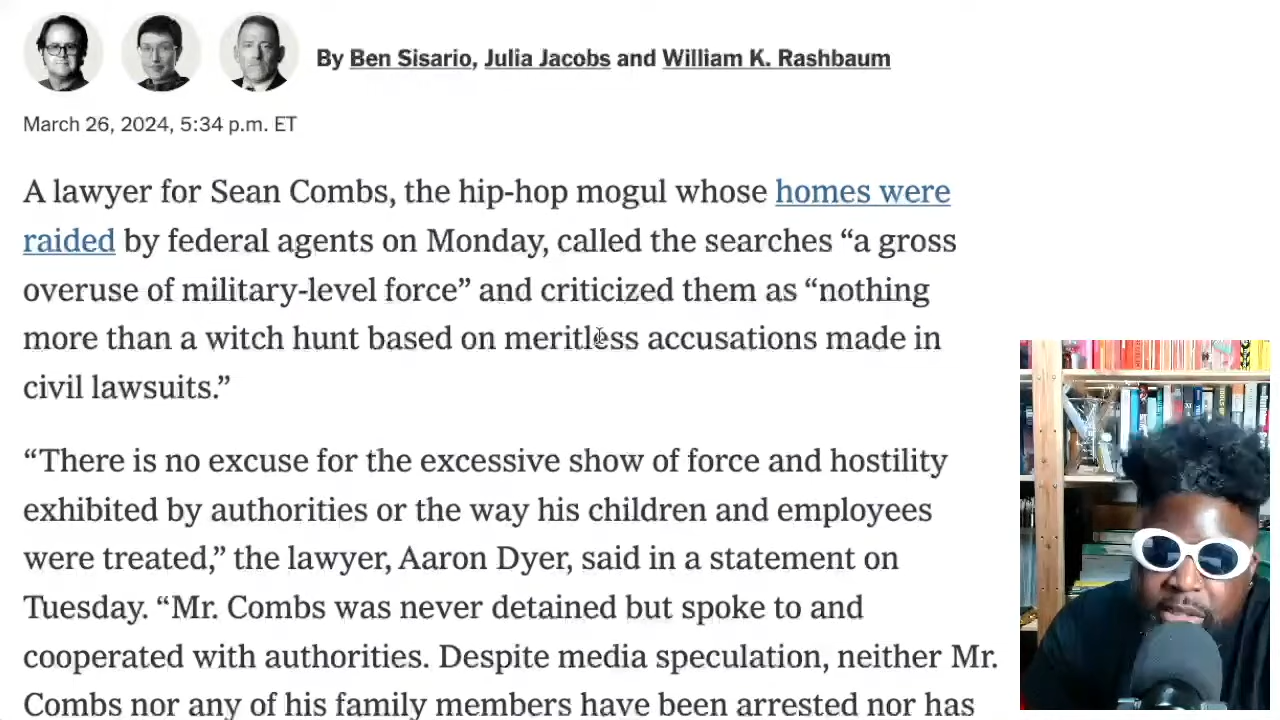 By Ben Sisario, Julia Jacobs and William K. Rashbaum
March 26, 2024, 5:34 p.m. ET
A lawyer for Sean Combs, the hip-hop mogul whose homes were
raided by federal agents on Monday, called the searches “a gross
overuse of military-level force” and criticized them as “nothing
more than a witch hunt based on meritless accusations made in
civil lawsuits.”
“There is no excuse for the excessive show of force and hostility
exhibited by authorities or the way his children and employees
were treated,” the lawyer, Aaron Dyer, said in a statement on
Tuesday. “Mr. Combs was never detained but spoke to and
cooperated with authorities. Despite media speculation, neither Mr.
Combs nor any of his family members have been arrested nor has